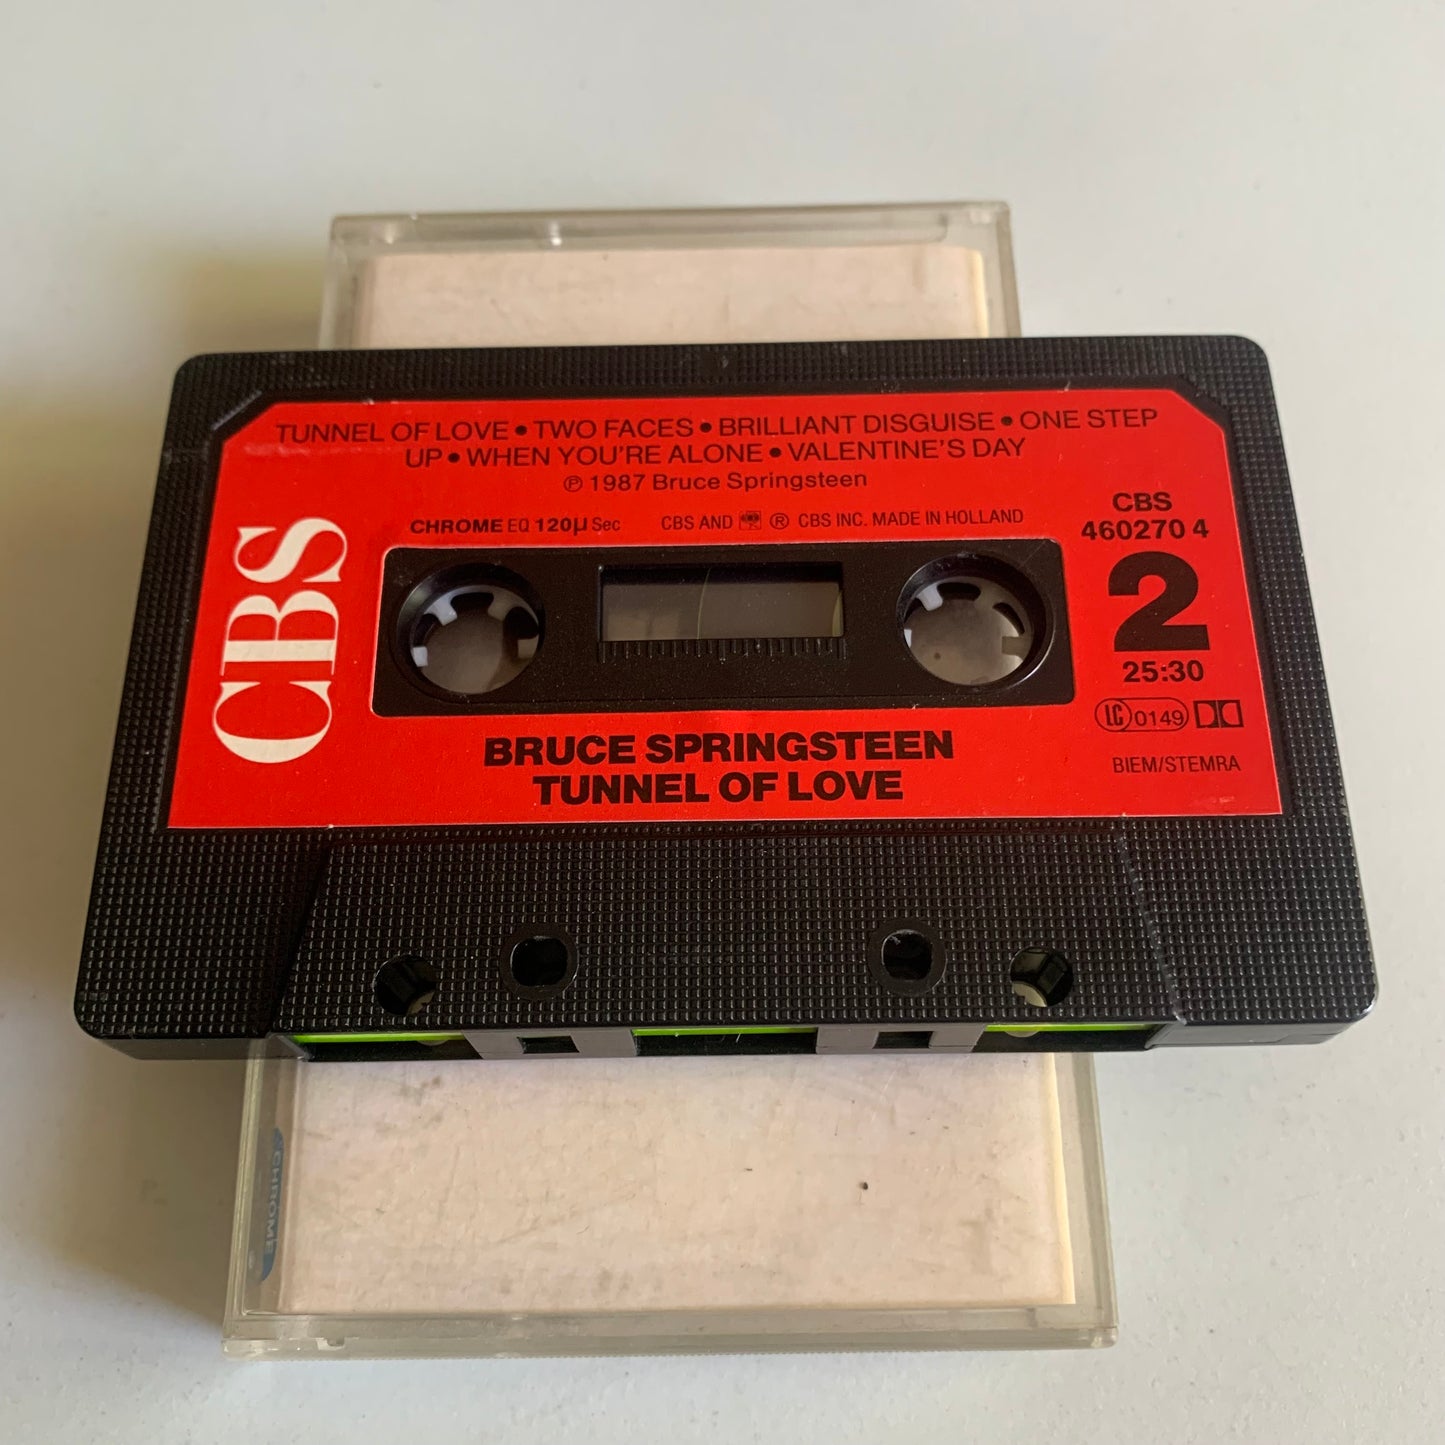 TUNNEL OF LOVE • TWO FACES • BRILLIANT DISGUISE • ONE STEP
UP • WHEN YOU'RE ALONE • VALENTINE'S DAY
℗ 1987 Bruce Springsteen
CHROME EQ 120µ Sec
CBS AND ® CBS INC. MADE IN HOLLAND
CBS
460270 4
2
25:30
LC 0149
BIEM/STEMRA
CBS
BRUCE SPRINGSTEEN
TUNNEL OF LOVE
CHROME